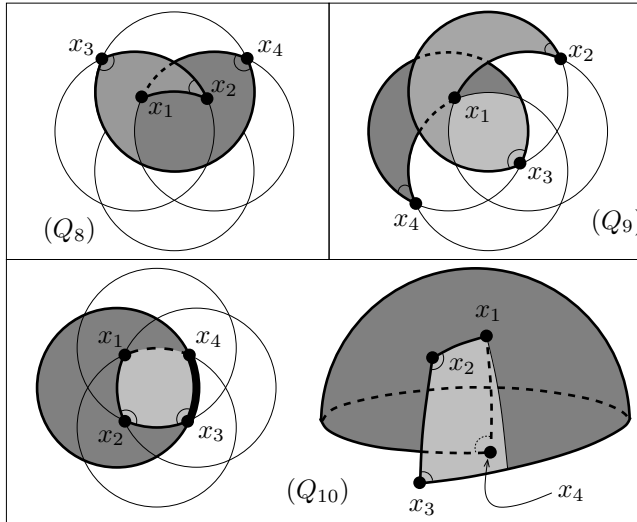 x₃ x₄
x₁ x₂
(Q₈)
x₂
x₁
x₃
x₄
(Q₉)
x₁ x₄
x₂ x₃
(Q₁₀)
x₁
x₂
x₃
x₄